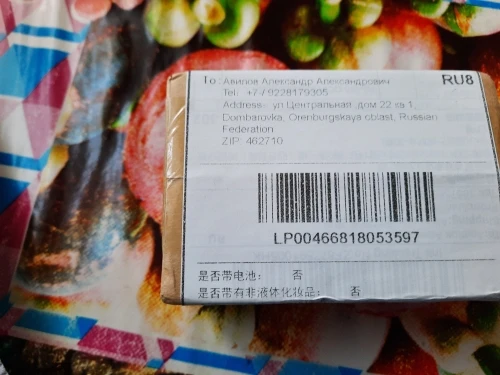 To: Авилов Александр Александрович
RU8
Tel: +7 / 9228179305
Address: ул Центральная ,дом 22 кв 1,
Dombarovka, Orenburgskaya oblast, Russian
Federation
ZIP: 462710
LP00466818053597
是否带电池： 否
是否带有非液体化妆品： 否